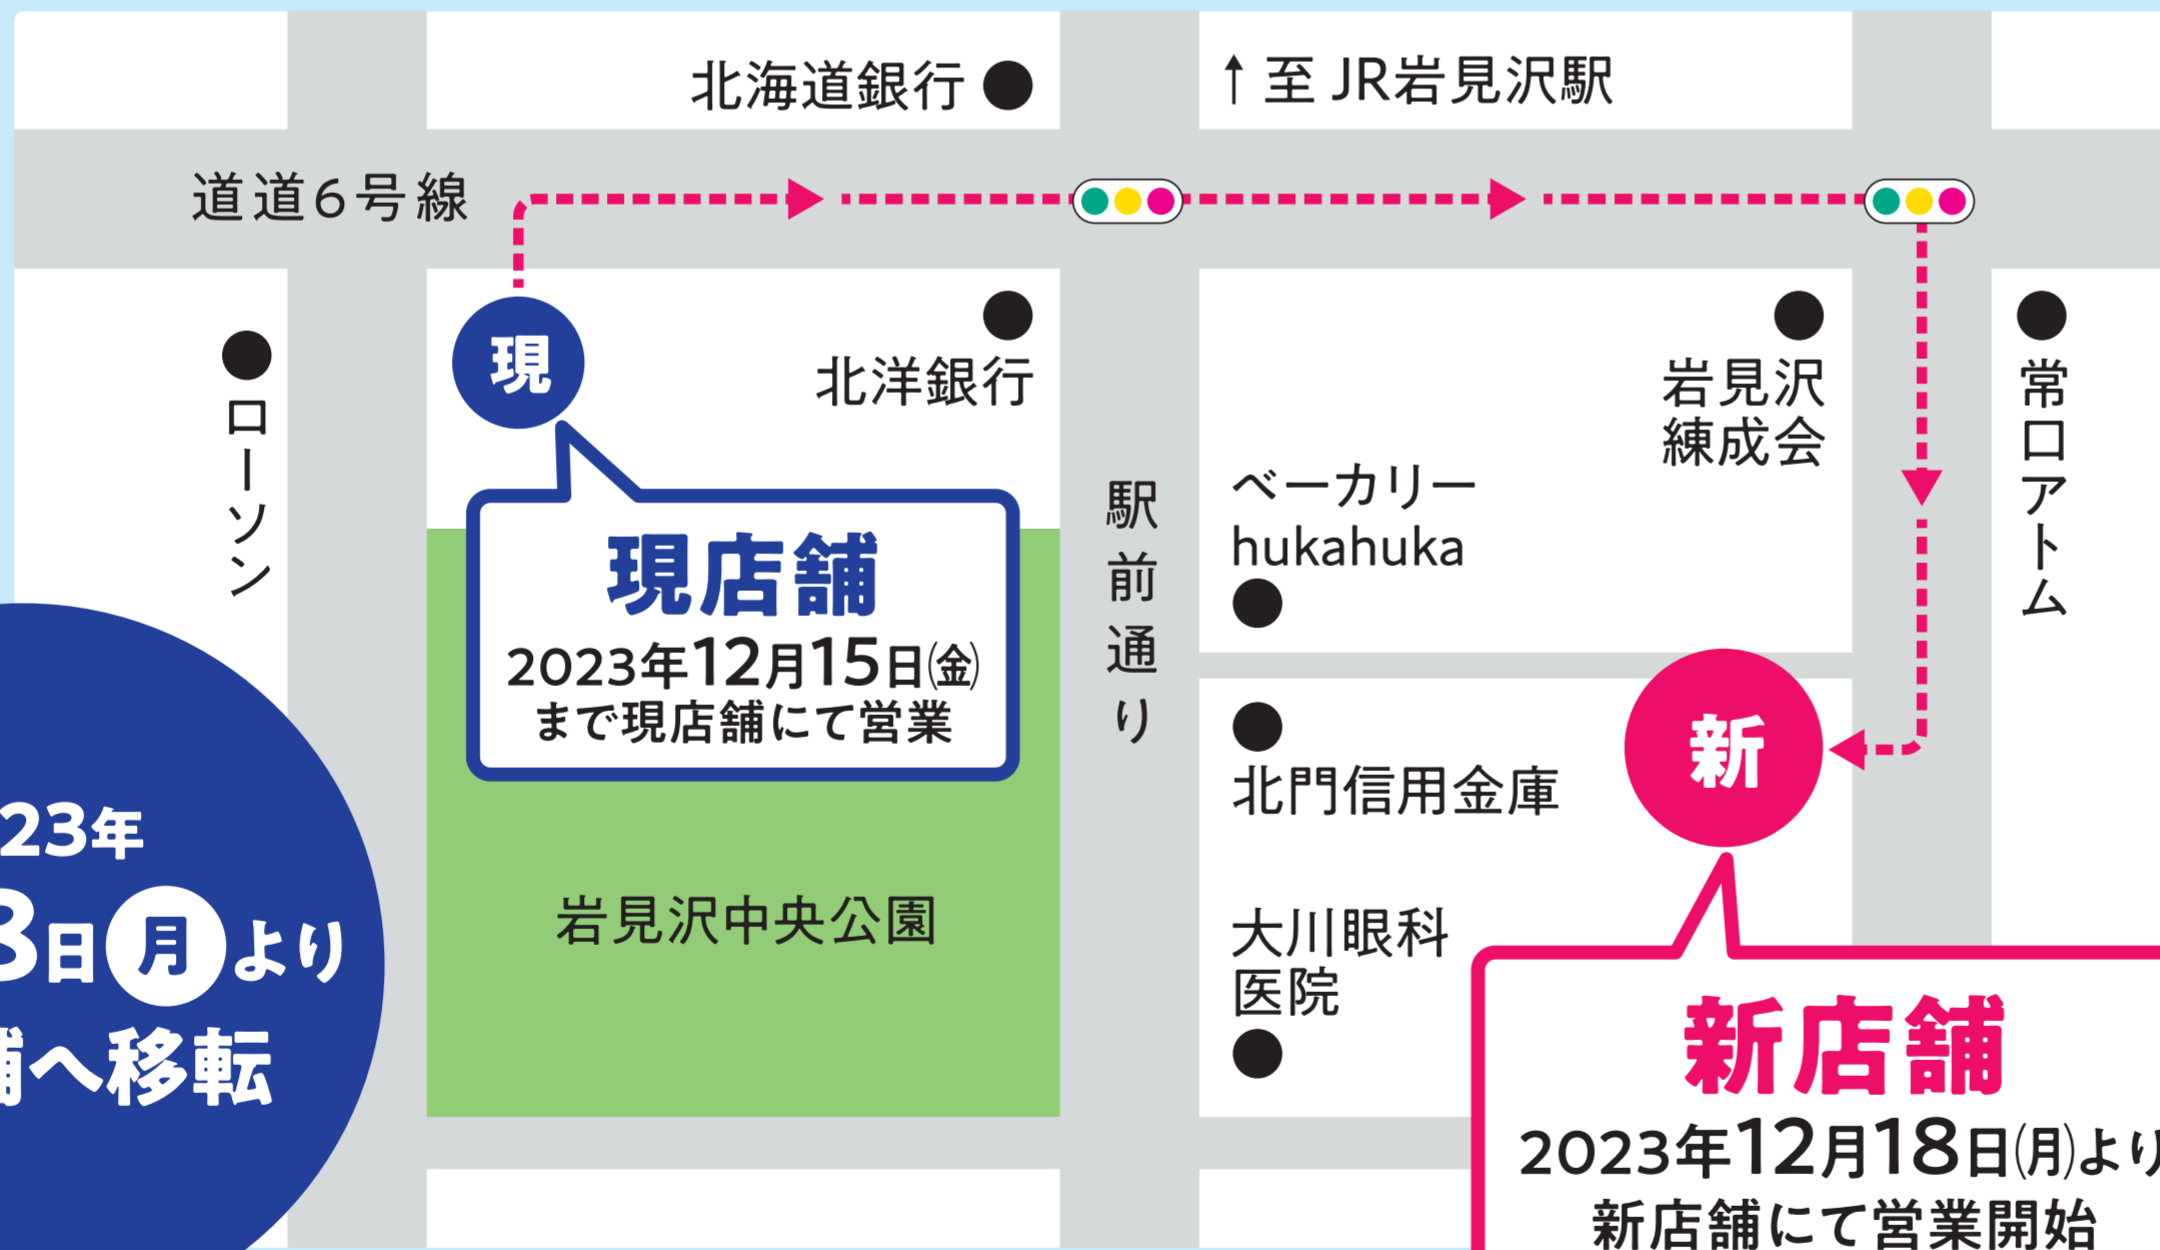 北海道銀行
↑至 JR岩見沢駅
道道6号線
ローソン
現
北洋銀行
岩見沢
練成会
常口アトム
現店舗
2023年12月15日(金)
まで現店舗にて営業
駅前通り
ベーカリー
hukahuka
新
北門信用金庫
岩見沢中央公園
大川眼科
医院
23年
8日(月)より
舗へ移転
新店舗
2023年12月18日(月)より
新店舗にて営業開始